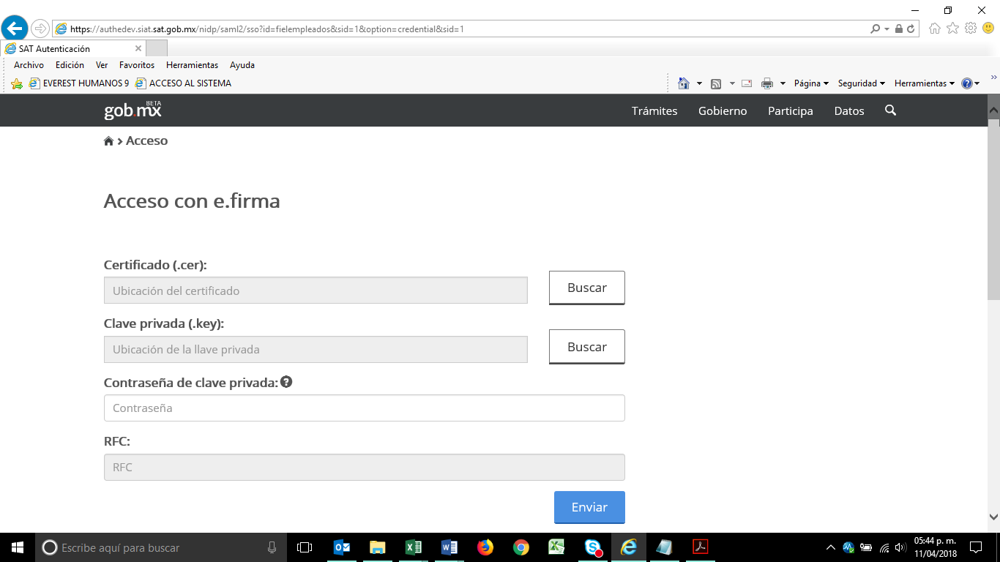 https://authedev.siat.sat.gob.mx/nidp/saml2/sso?id=fielempleados&sid=1&option=credential&sid=1
SAT Autenticación
Archivo Edición Ver Favoritos Herramientas Ayuda
EVEREST HUMANOS 9 ACCESO AL SISTEMA Página Seguridad Herramientas
gob.mx BETA Trámites Gobierno Participa Datos
> Acceso
Acceso con e.firma
Certificado (.cer):
Ubicación del certificado Buscar
Clave privada (.key):
Ubicación de la llave privada Buscar
Contraseña de clave privada:
Contraseña
RFC:
RFC
Enviar
Escribe aquí para buscar
05:44 p. m.
11/04/2018